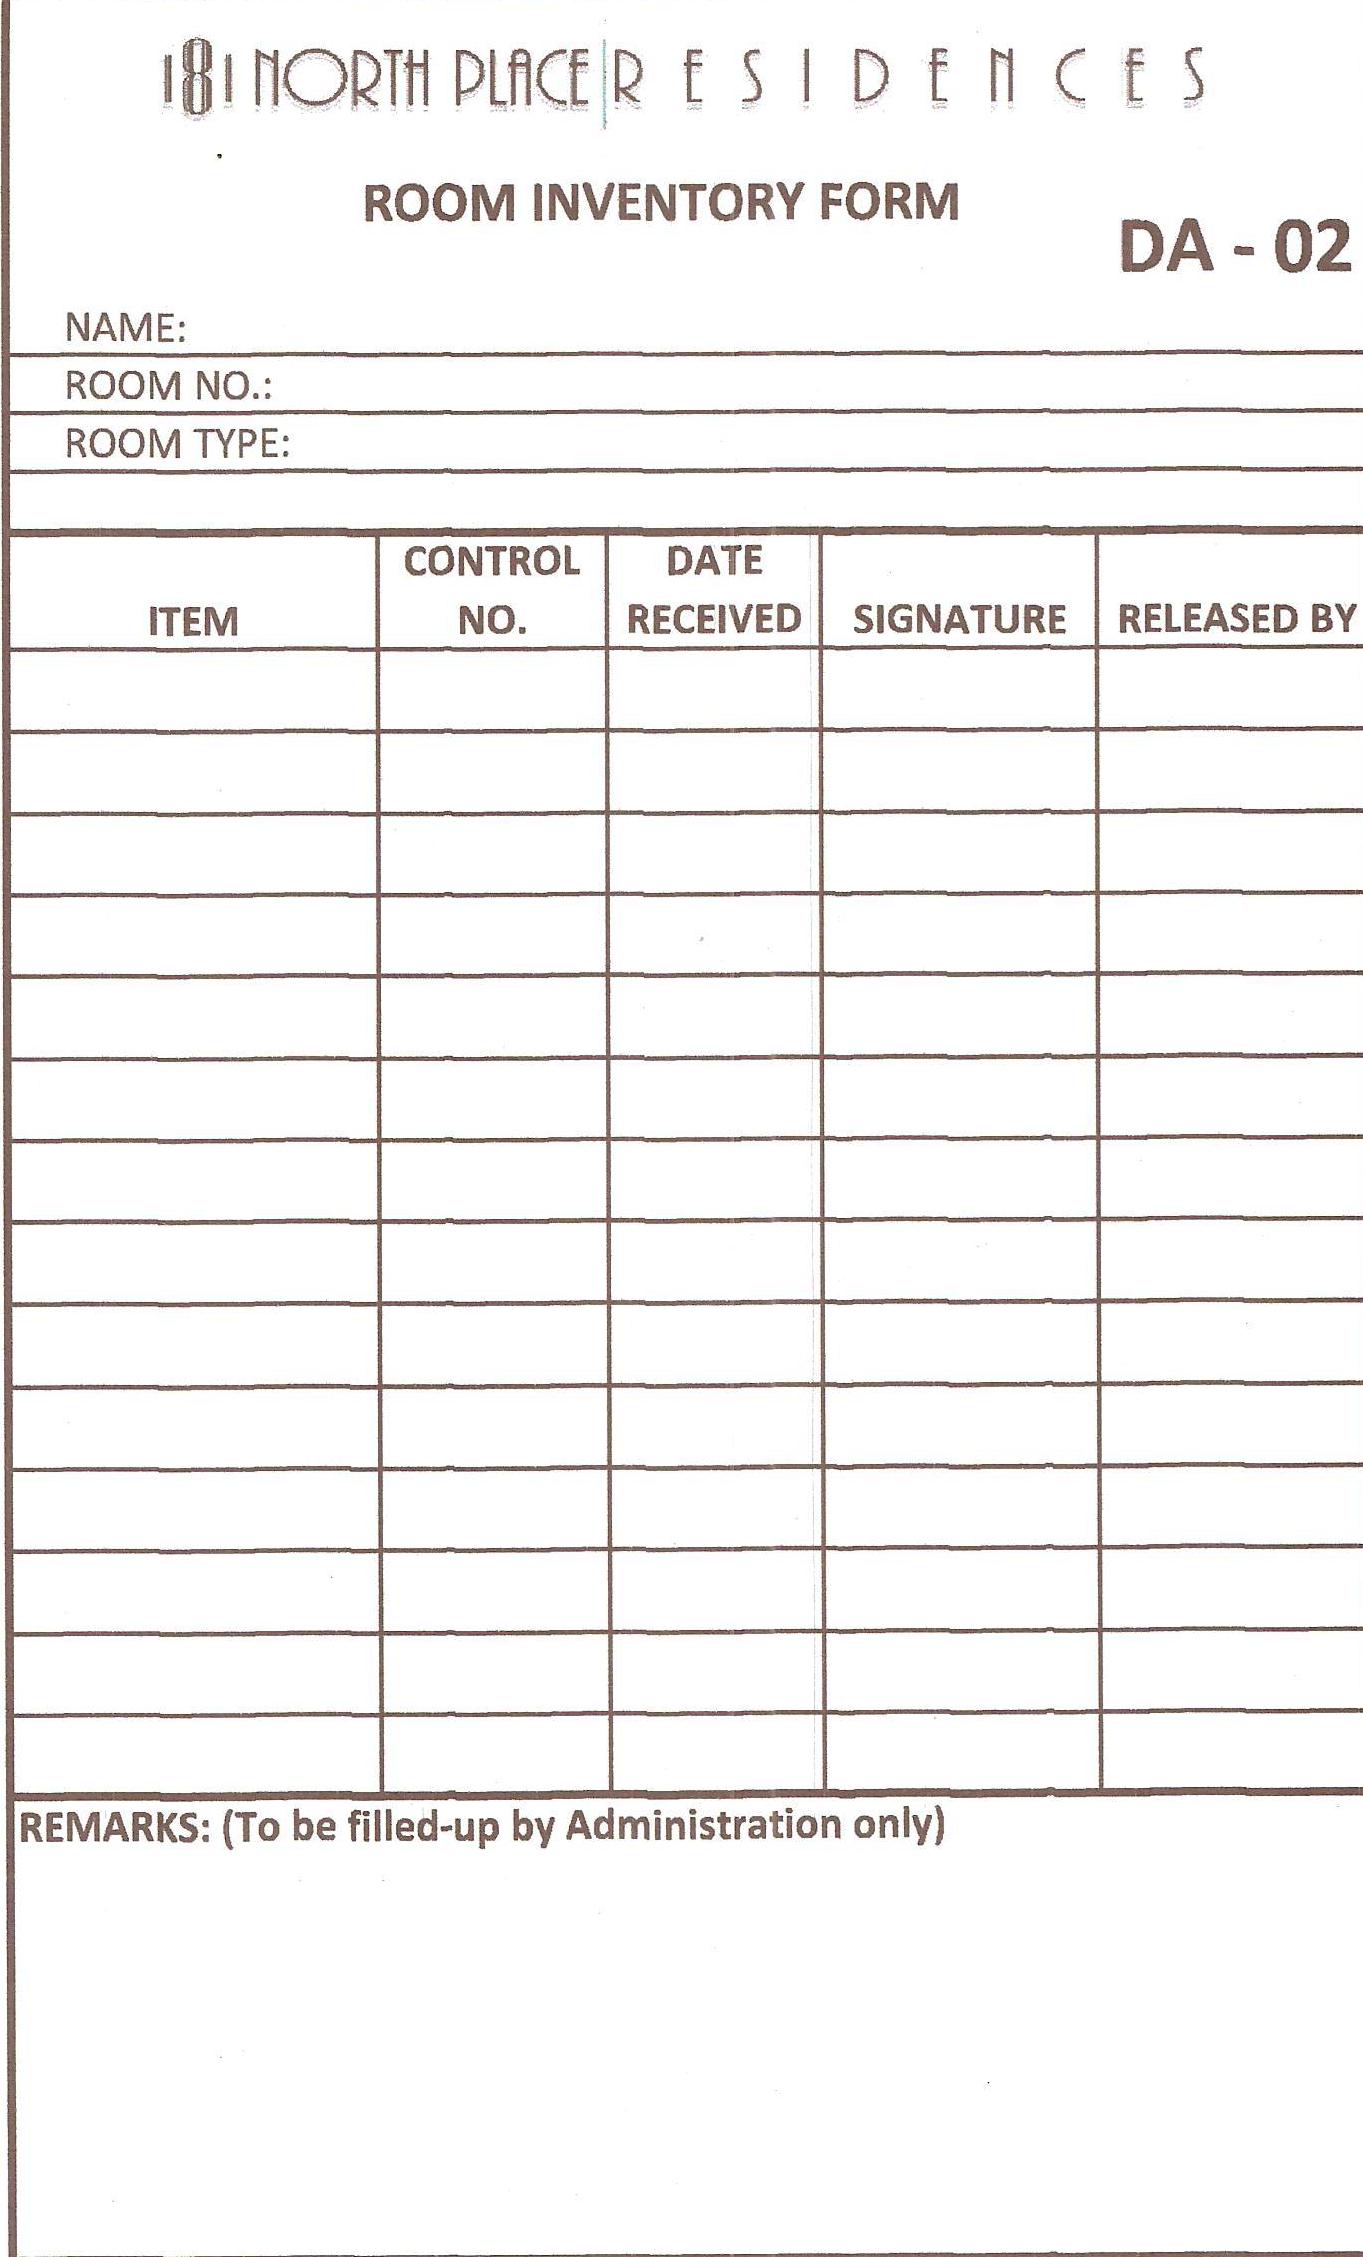 181 NORTH PLACE RESIDENCES
ROOM INVENTORY FORM
DA - 02
NAME:
ROOM NO.:
ROOM TYPE:
ITEM CONTROL NO. DATE RECEIVED SIGNATURE RELEASED BY
REMARKS: (To be filled-up by Administration only)